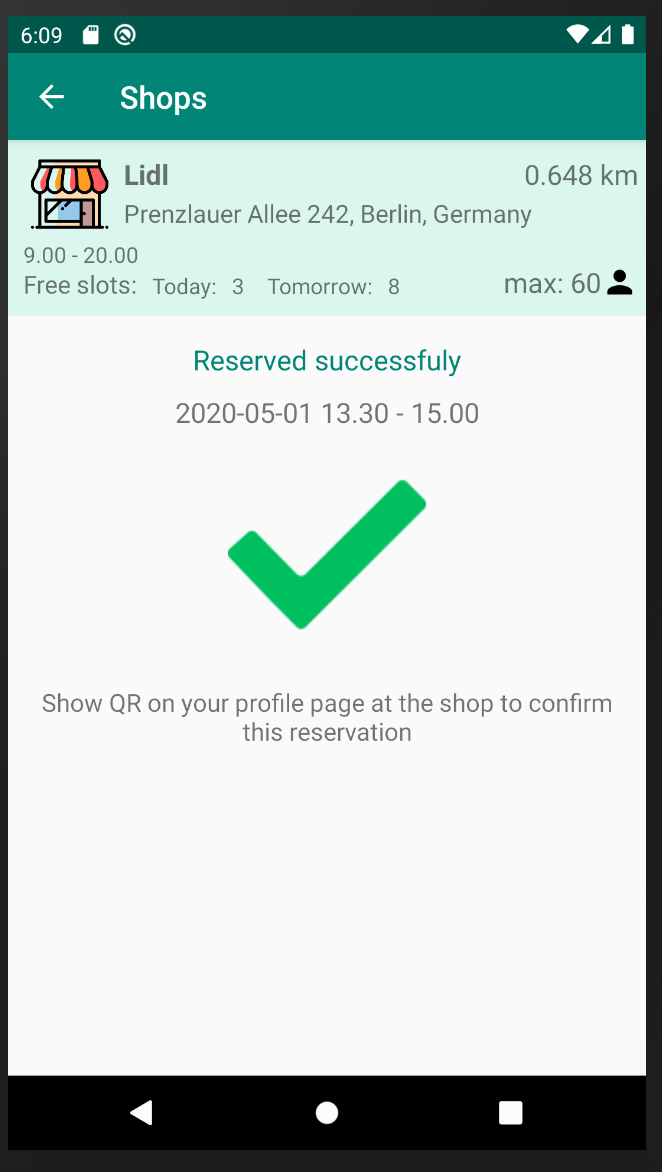 6:09
Shops
Lidl 0.648 km
Prenzlauer Allee 242, Berlin, Germany
9.00 - 20.00
Free slots: Today: 3 Tomorrow: 8 max: 60
Reserved successfuly
2020-05-01 13.30 - 15.00
Show QR on your profile page at the shop to confirm
this reservation